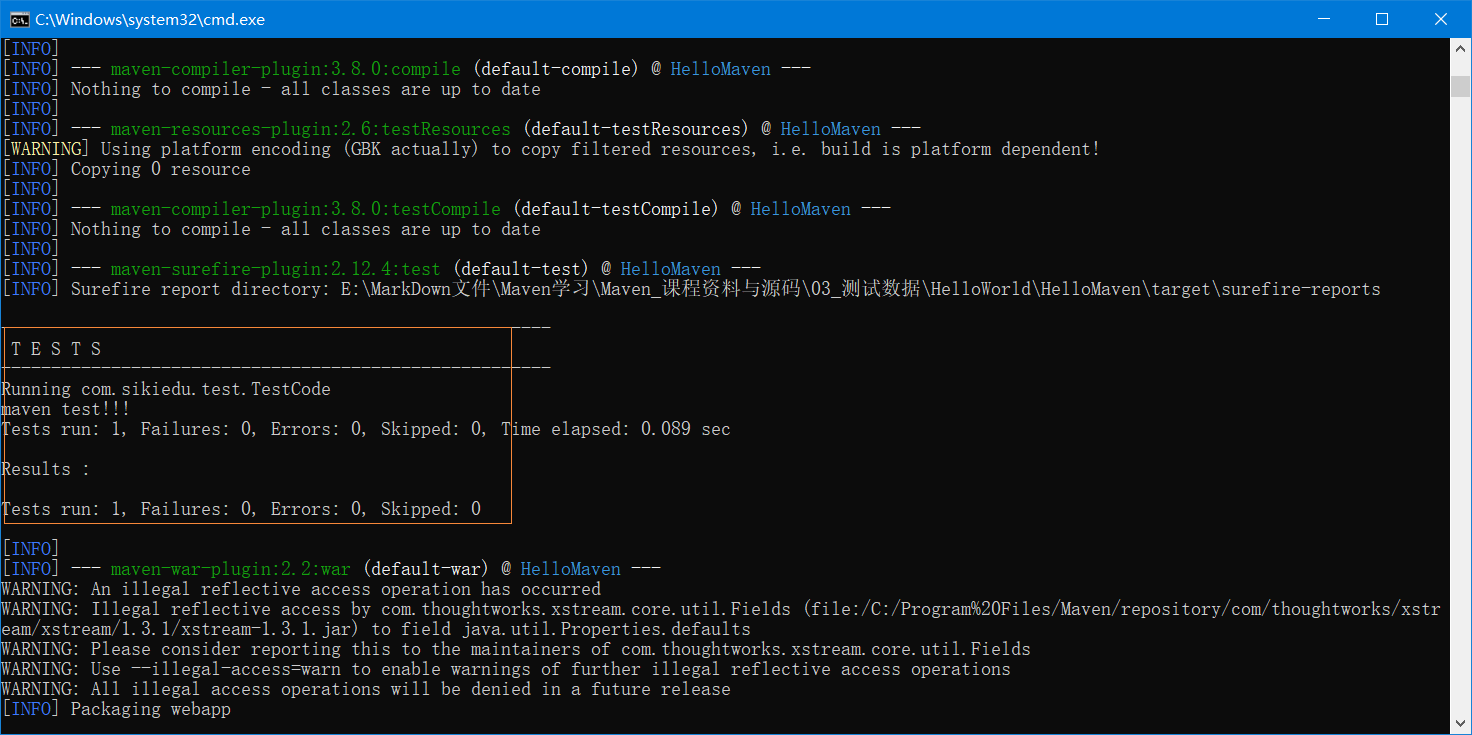 C:\Windows\system32\cmd.exe
[INFO]
[INFO] --- maven-compiler-plugin:3.8.0:compile (default-compile) @ HelloMaven ---
[INFO] Nothing to compile - all classes are up to date
[INFO]
[INFO] --- maven-resources-plugin:2.6:testResources (default-testResources) @ HelloMaven ---
[WARNING] Using platform encoding (GBK actually) to copy filtered resources, i.e. build is platform dependent!
[INFO] Copying 0 resource
[INFO]
[INFO] --- maven-compiler-plugin:3.8.0:testCompile (default-testCompile) @ HelloMaven ---
[INFO] Nothing to compile - all classes are up to date
[INFO]
[INFO] --- maven-surefire-plugin:2.12.4:test (default-test) @ HelloMaven ---
[INFO] Surefire report directory: E:\MarkDown文件\Maven学习\Maven_课程资料与源码\03_测试数据\HelloWorld\HelloMaven\target\surefire-reports
-------------------------------------------------------
T E S T S
-------------------------------------------------------
Running com.sikiedu.test.TestCode
maven test!!!
Tests run: 1, Failures: 0, Errors: 0, Skipped: 0, Time elapsed: 0.089 sec
Results :
Tests run: 1, Failures: 0, Errors: 0, Skipped: 0
[INFO]
[INFO] --- maven-war-plugin:2.2:war (default-war) @ HelloMaven ---
WARNING: An illegal reflective access operation has occurred
WARNING: Illegal reflective access by com.thoughtworks.xstream.core.util.Fields (file:/C:/Program%20Files/Maven/repository/com/thoughtworks/xstr
eam/xstream/1.3.1/xstream-1.3.1.jar) to field java.util.Properties.defaults
WARNING: Please consider reporting this to the maintainers of com.thoughtworks.xstream.core.util.Fields
WARNING: Use --illegal-access=warn to enable warnings of further illegal reflective access operations
WARNING: All illegal access operations will be denied in a future release
[INFO] Packaging webapp